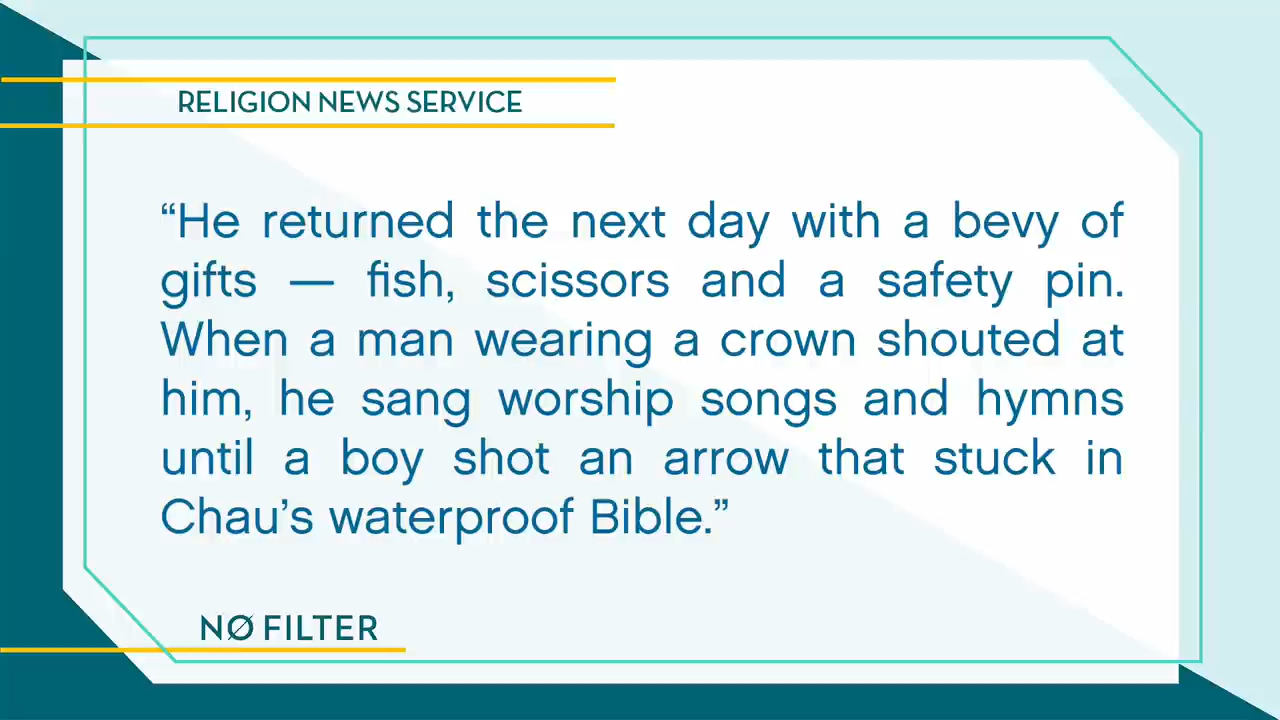 RELIGION NEWS SERVICE
“He returned the next day with a bevy of
gifts — fish, scissors and a safety pin.
When a man wearing a crown shouted at
him, he sang worship songs and hymns
until a boy shot an arrow that stuck in
Chau’s waterproof Bible.”
NØ FILTER